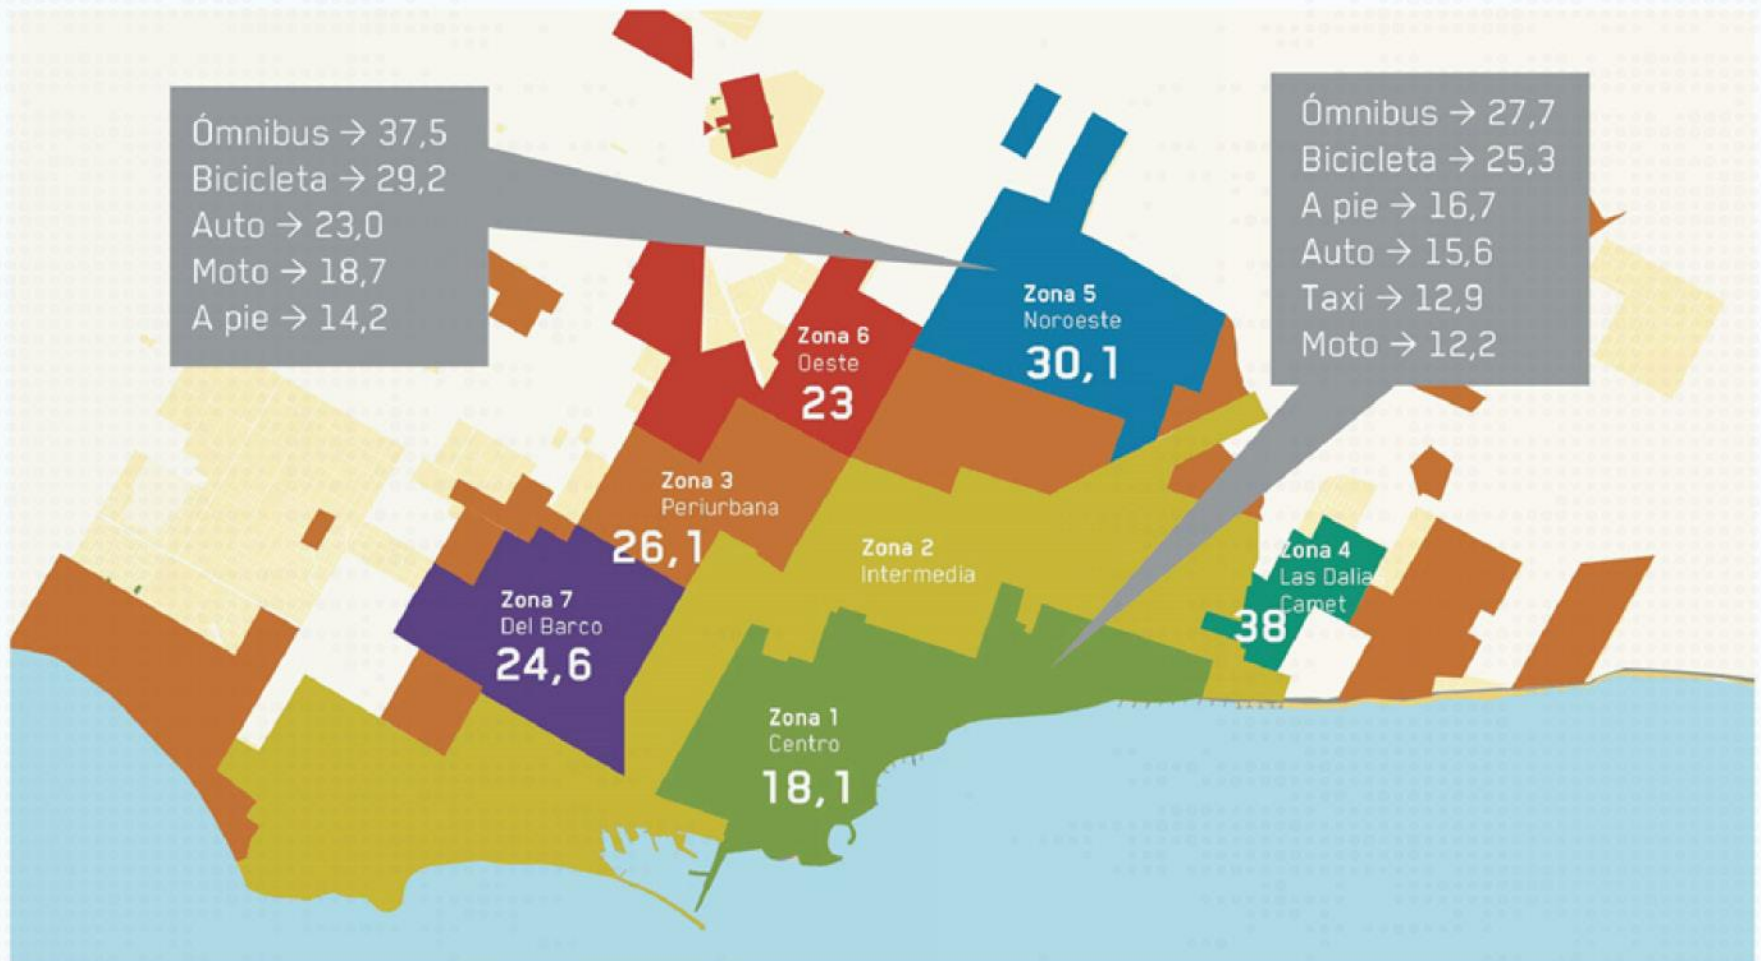 Ómnibus → 37,5
Bicicleta → 29,2
Auto → 23,0
Moto → 18,7
A pie → 14,2
Ómnibus → 27,7
Bicicleta → 25,3
A pie → 16,7
Auto → 15,6
Taxi → 12,9
Moto → 12,2
Zona 5
Noroeste
30,1
Zona 6
Oeste
23
Zona 3
Periurbana
26,1
Zona 2
Intermedia
Zona 4
Las Dalia
Camet
38
Zona 7
Del Barco
24,6
Zona 1
Centro
18,1